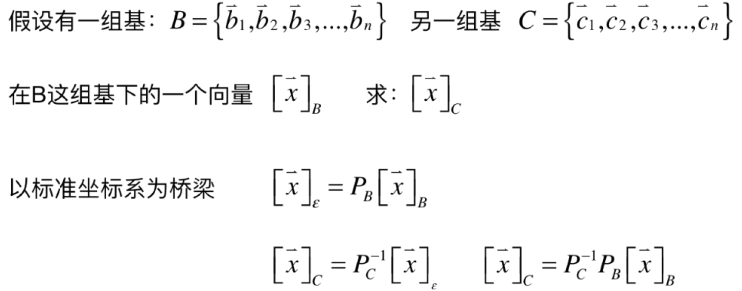 假设有一组基：B = {b⃗₁,b⃗₂,b⃗₃,...,b⃗ₙ} 另一组基 C = {c⃗₁,c⃗₂,c⃗₃,...,c⃗ₙ}
在B这组基下的一个向量 [x⃗]_B 求：[x⃗]_C
以标准坐标系为桥梁 [x⃗]_ε = P_B[x⃗]_B
[x⃗]_C = P_C^{-1}[x⃗]_ε [x⃗]_C = P_C^{-1}P_B[x⃗]_B